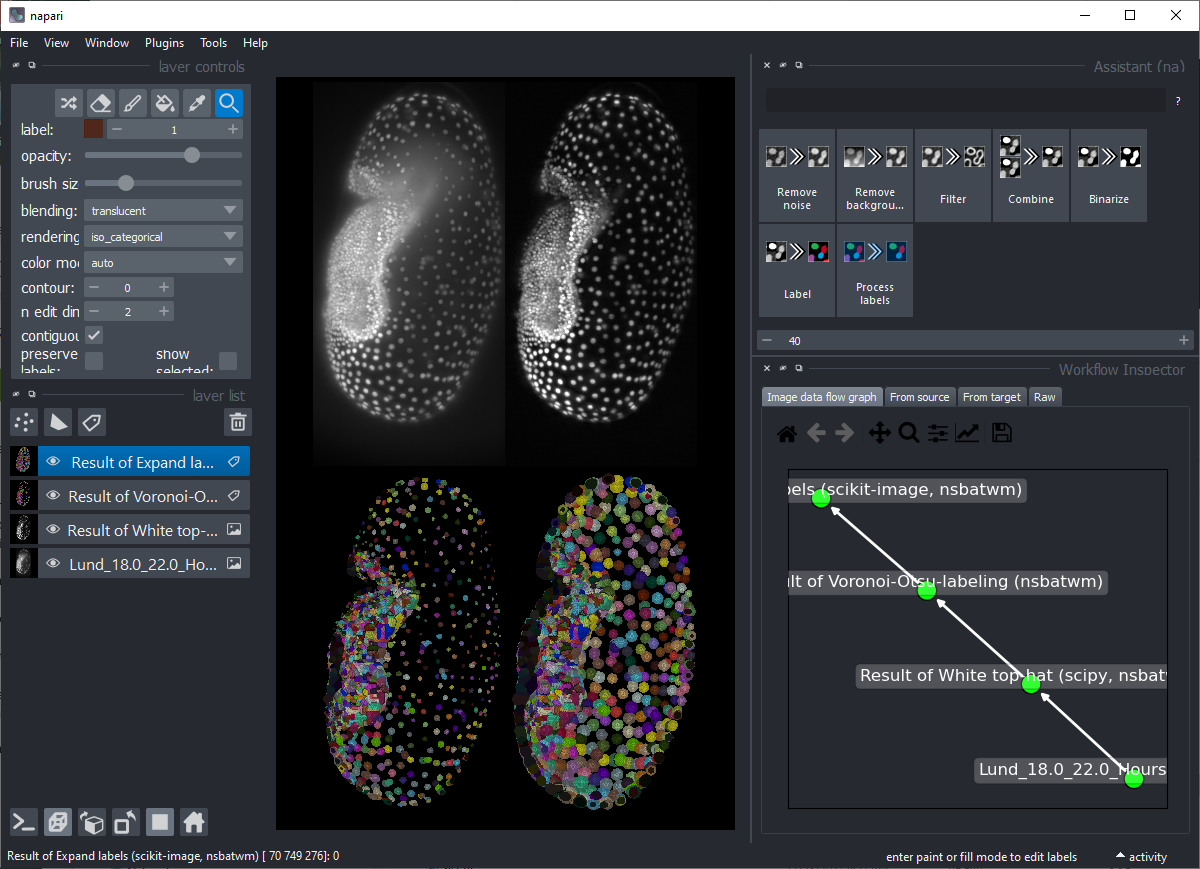 napari
File View Window Plugins Tools Help
layer controls
label: 1
opacity:
brush siz
blending: translucent
rendering iso_categorical
color mod auto
contour: 0
n edit din 2
contiguou
preserve labels:
show selected:
layer list
Result of Expand la...
Result of Voronoi-O...
Result of White top-...
Lund_18.0_22.0_Ho...
Assistant (na)
?
Remove
noise
Remove
backgrou...
Filter
Combine
Binarize
Label
Process
labels
40
Workflow Inspector
Image data flow graph From source From target Raw
bels (scikit-image, nsbatwm)
ult of Voronoi-Otsu-labeling (nsbatwm)
Result of White top-hat (scipy, nsbatw
Lund_18.0_22.0_Hours
Result of Expand labels (scikit-image, nsbatwm) [ 70 749 276]: 0
enter paint or fill mode to edit labels
activity